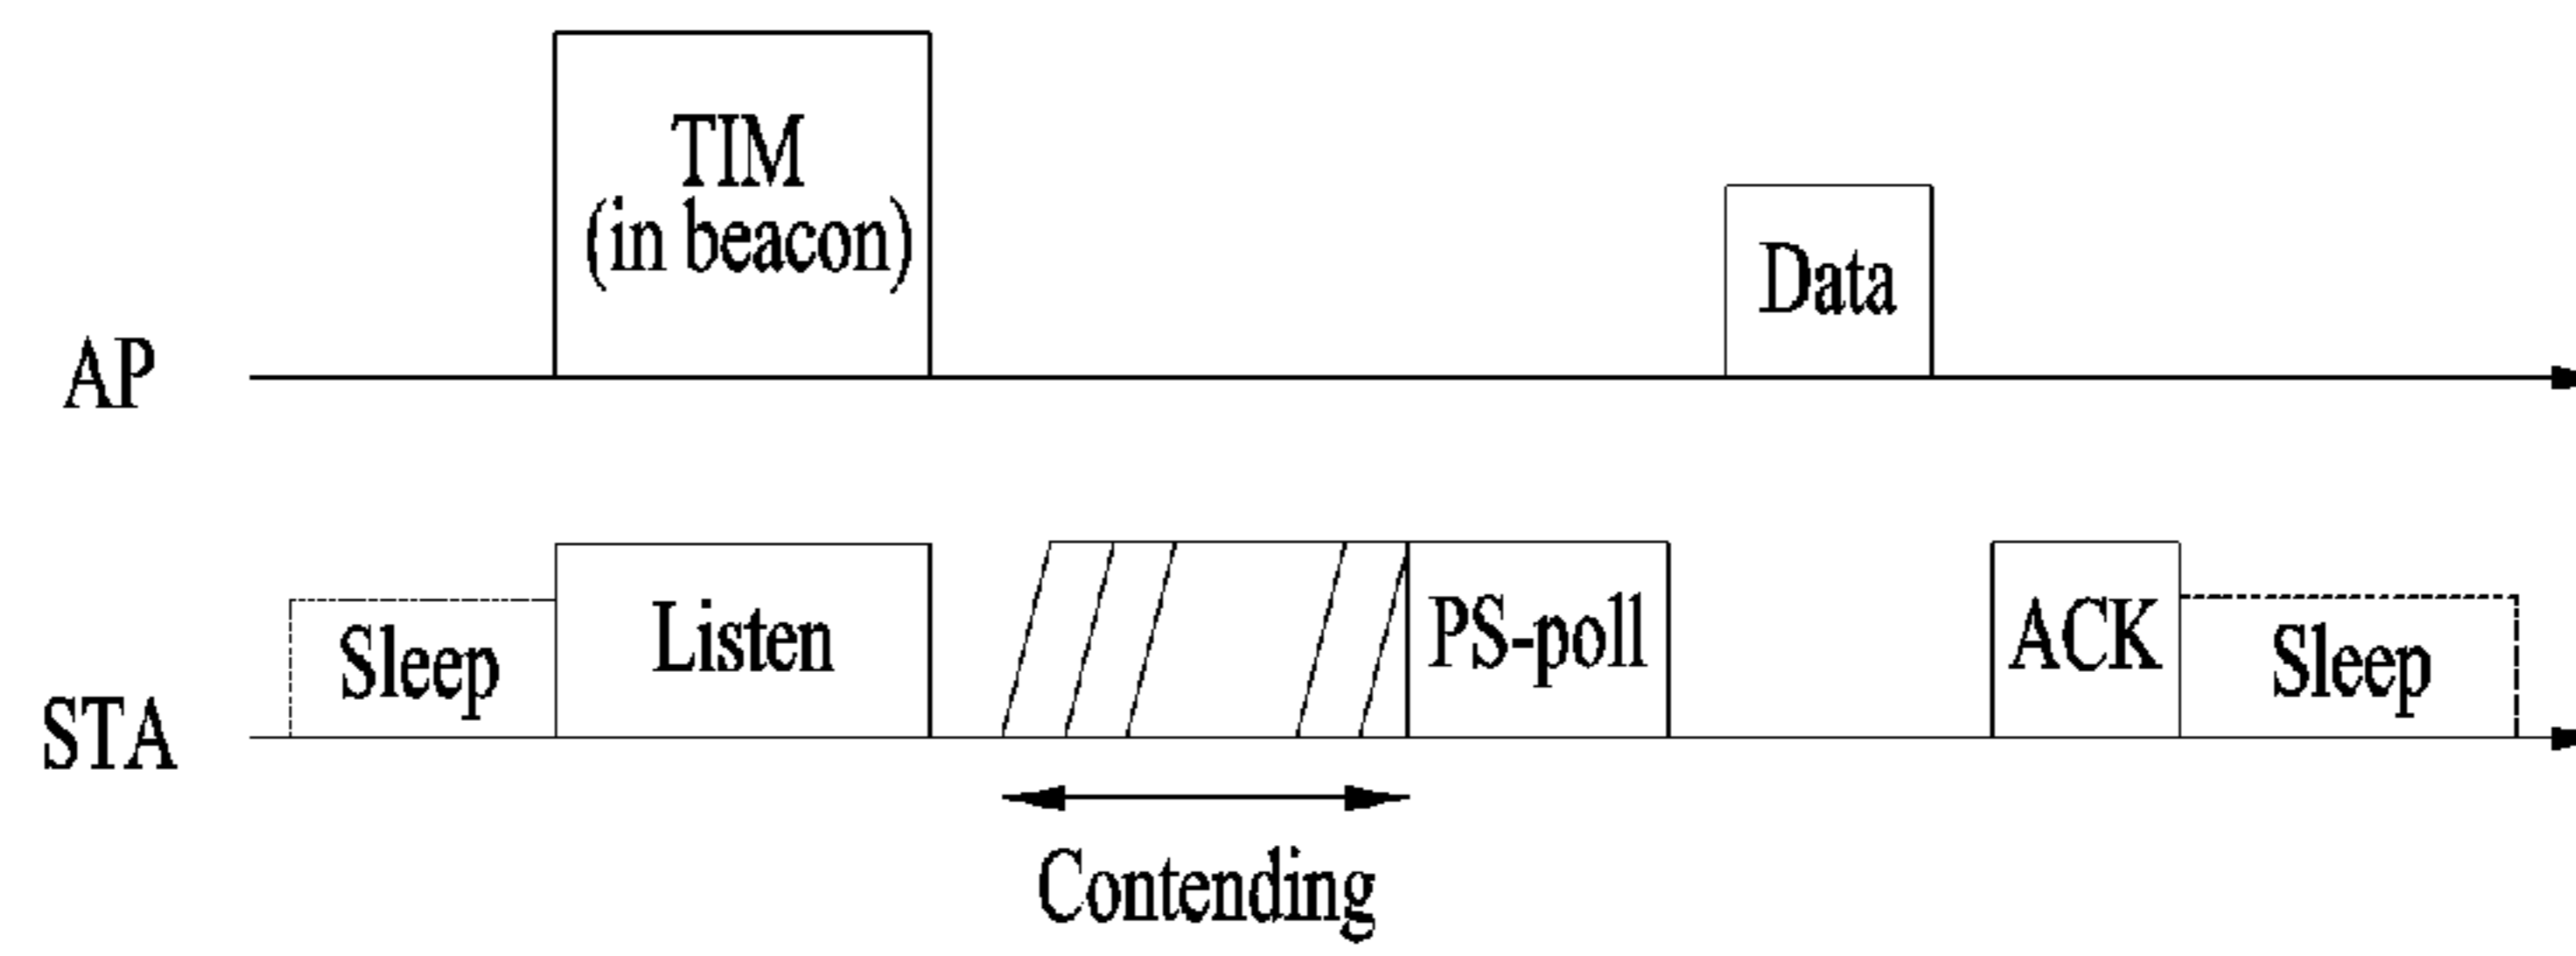 TIM
(in beacon)
Data
AP
Sleep
Listen
PS-poll
ACK
Sleep
STA
Contending